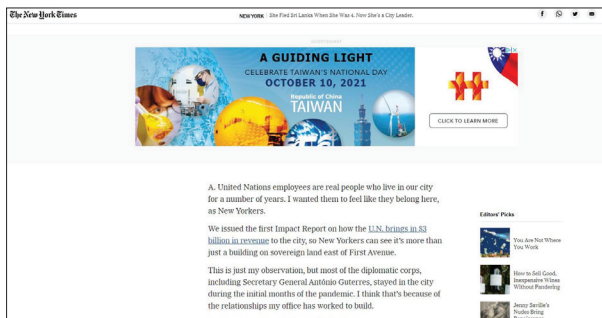 The New York Times
NEW YORK | She Fled Sri Lanka When She Was 4. Now She's a City Leader.
A GUIDING LIGHT
CELEBRATE TAIWAN'S NATIONAL DAY
OCTOBER 10, 2021
Republic of China
TAIWAN
CLICK TO LEARN MORE
A. United Nations employees are real people who live in our city
for a number of years. I wanted them to feel like they belong here,
as New Yorkers.
We issued the first Impact Report on how the U.N. brings in $3
billion in revenue to the city, so New Yorkers can see it's more than
just a building on sovereign land east of First Avenue.
This is just my observation, but most of the diplomatic corps,
including Secretary General António Guterres, stayed in the city
during the initial months of the pandemic. I think that's because of
the relationships my office has worked to build.
Editors' Picks
You Are Not Where
You Work
How to Sell Good,
Inexpensive Wines
Without Pandering
Jenny Saville's
Nudes Bring